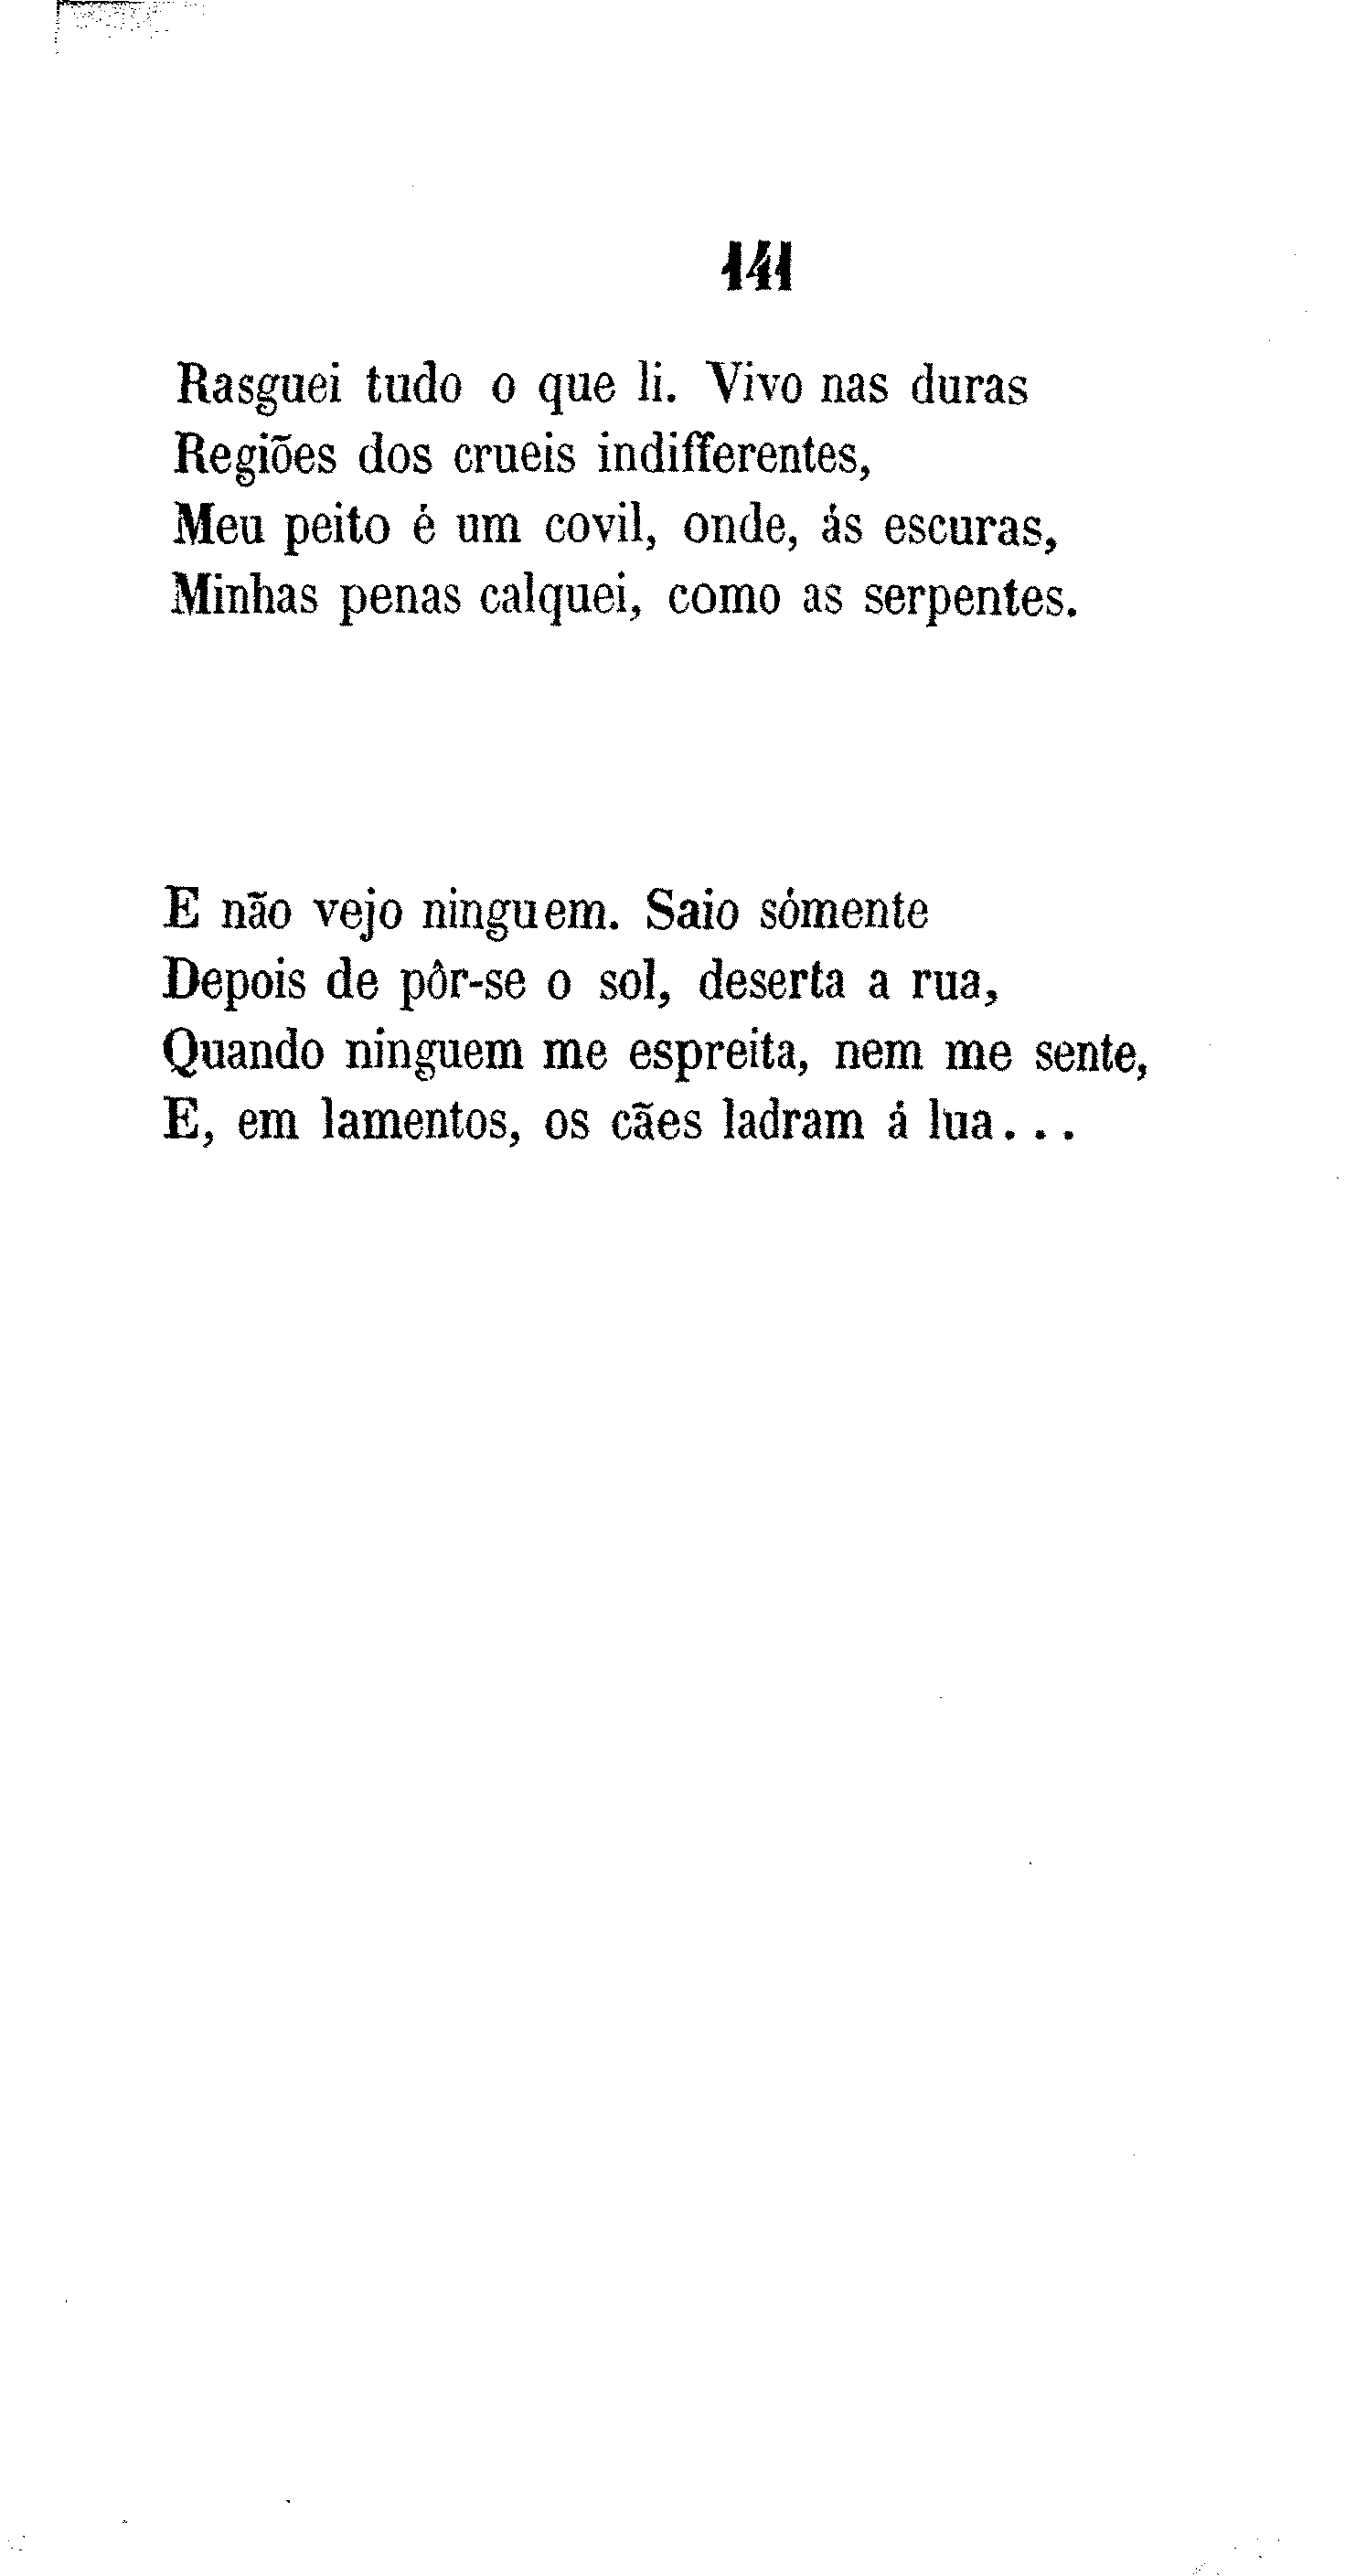 141
Rasguei tudo o que li. Vivo nas duras
Regiões dos crueis indifferentes,
Meu peito é um covil, onde, ás escuras,
Minhas penas calquei, como as serpentes.
E não vejo ninguem. Saio sómente
Depois de pôr-se o sol, deserta a rua,
Quando ninguem me espreita, nem me sente,
E, em lamentos, os cães ladram á lua...